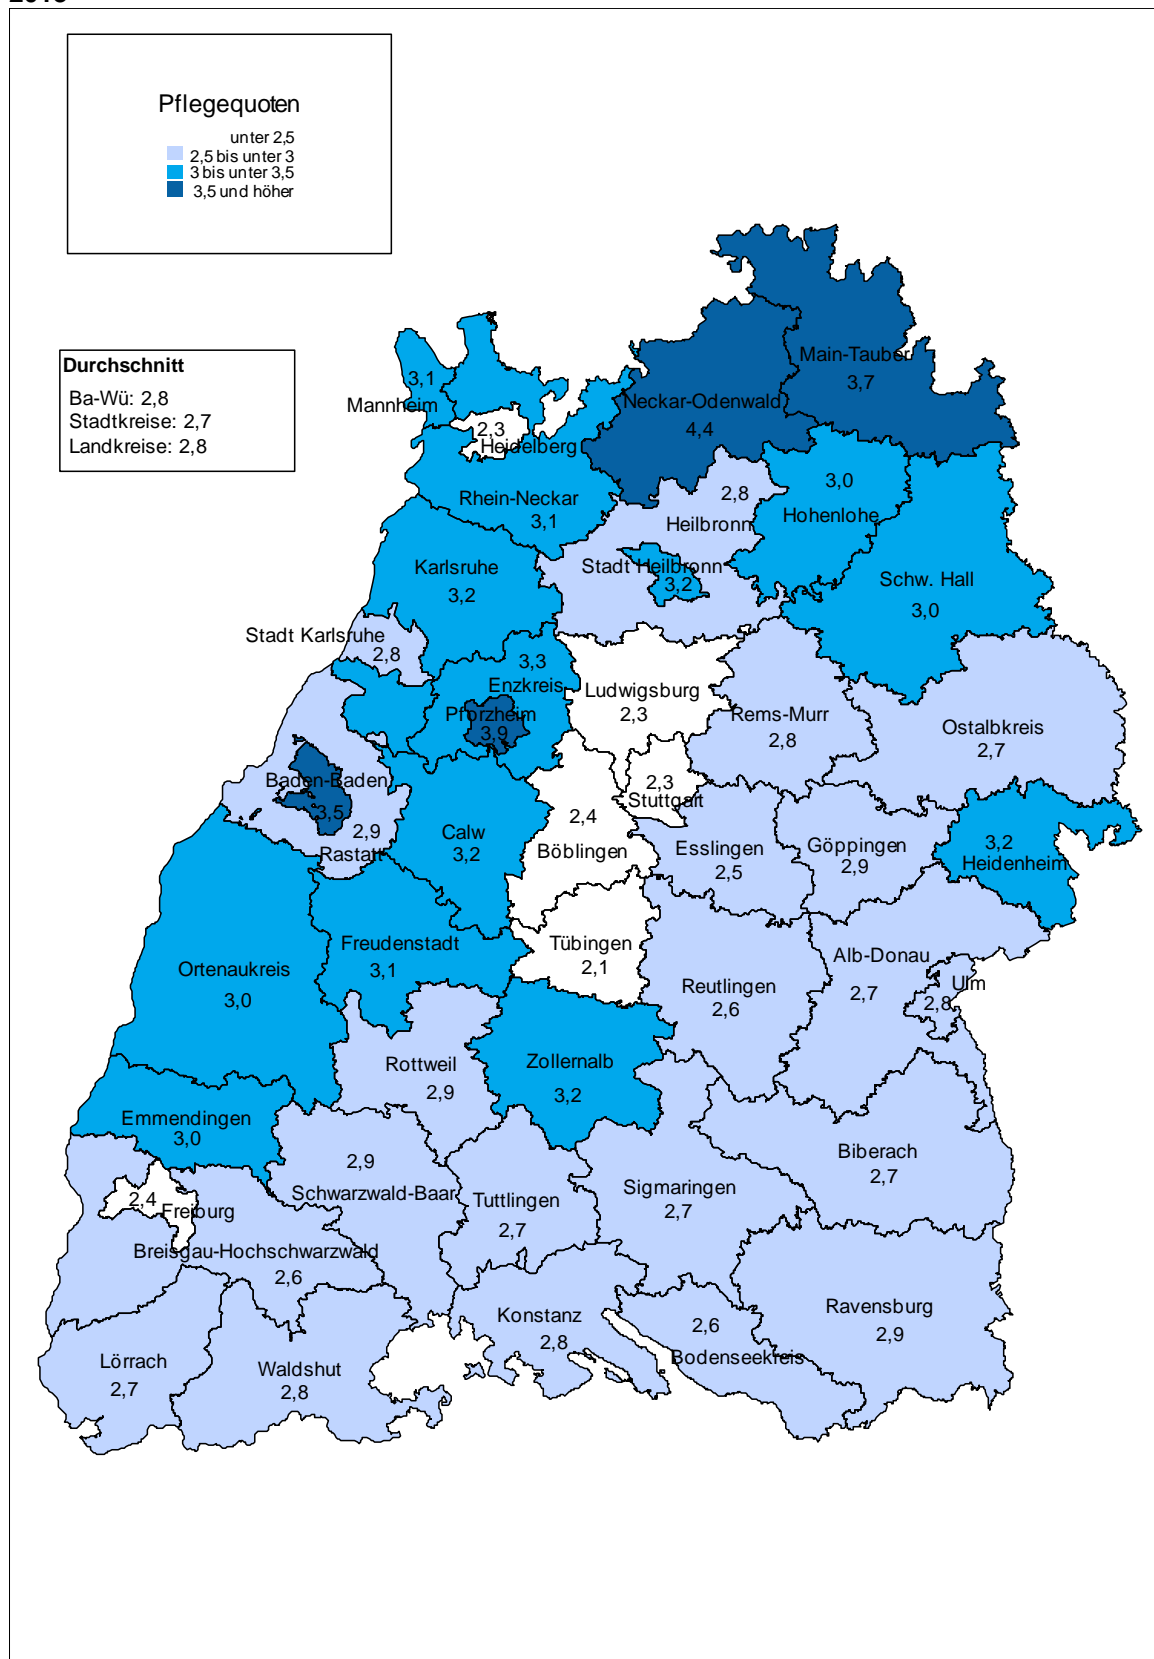 Pflegequoten
unter 2,5
2,5 bis unter 3
3 bis unter 3,5
3,5 und höher
Durchschnitt
Ba-Wü: 2,8
Stadtkreise: 2,7
Landkreise: 2,8
Main-Tauber
3,7
3,1
Mannheim
Neckar-Odenwald
4,4
2,3
Heidelberg
Rhein-Neckar
3,1
2,8
Heilbronn
3,0
Hohenlohe
Karlsruhe
3,2
Stadt Heilbronn
3,2
Schw. Hall
3,0
Stadt Karlsruhe
2,8
3,3
Enzkreis
Pforzheim
3,9
Ludwigsburg
2,3
Rems-Murr
2,8
Ostalbkreis
2,7
Baden-Baden
3,5
2,9
Rastatt
2,3
Stuttgart
2,4
Böblingen
Calw
3,2
Esslingen
2,5
Göppingen
2,9
3,2
Heidenheim
Freudenstadt
3,1
Tübingen
2,1
Ortenaukreis
3,0
Reutlingen
2,6
Alb-Donau
2,7
Ulm
2,8
Rottweil
2,9
Zollernalb
3,2
Emmendingen
3,0
2,9
Schwarzwald-Baar
Biberach
2,7
2,4
Freiburg
Tuttlingen
2,7
Sigmaringen
2,7
Breisgau-Hochschwarzwald
2,6
Konstanz
2,8
2,6
Bodenseekreis
Ravensburg
2,9
Lörrach
2,7
Waldshut
2,8